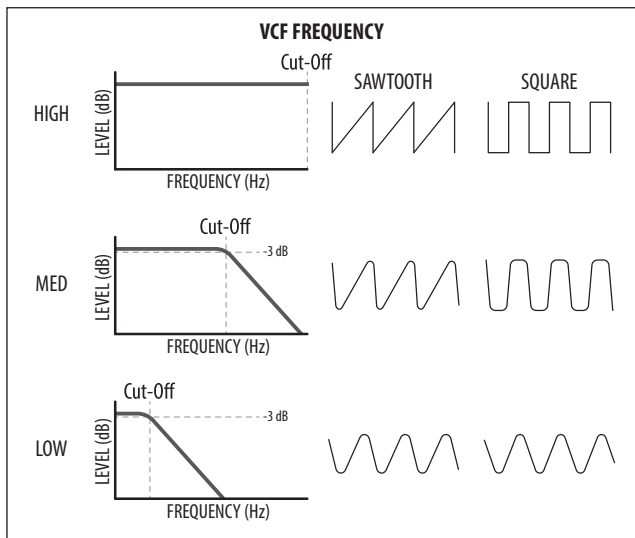 VCF FREQUENCY
Cut-Off
SAWTOOTH
SQUARE
HIGH
LEVEL (dB)
FREQUENCY (Hz)
Cut-Off
-3 dB
MED
LEVEL (dB)
FREQUENCY (Hz)
Cut-Off
-3 dB
LOW
LEVEL (dB)
FREQUENCY (Hz)